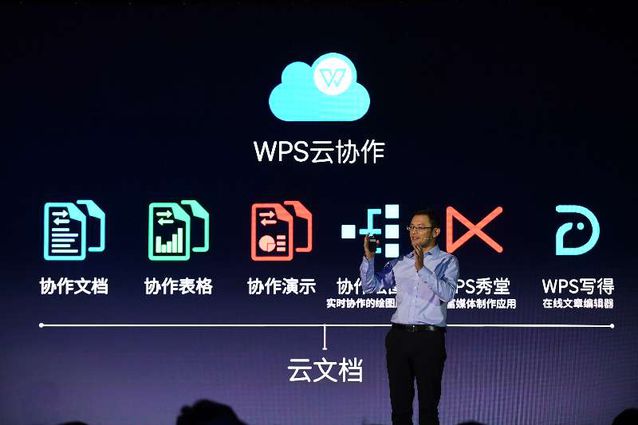 W
WPS云协作
协作文档
协作表格
协作演示
协作
PS秀堂
WPS写得
实时协作的绘图
富媒体制作应用
在线文章编辑器
云文档